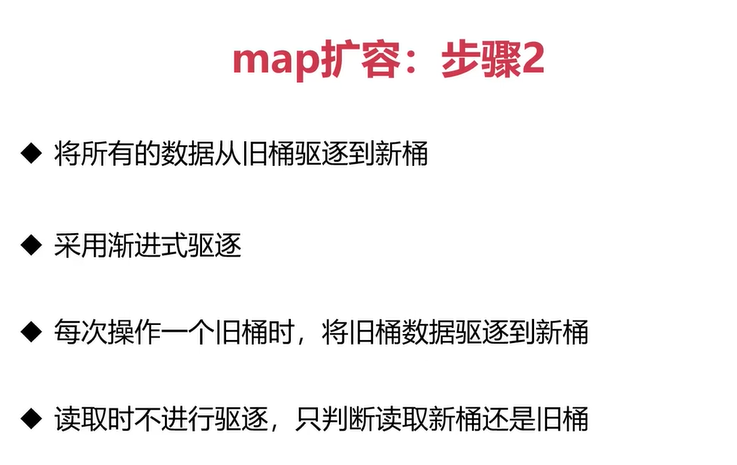 map扩容：步骤2
◆ 将所有的数据从旧桶驱逐到新桶
◆ 采用渐进式驱逐
◆ 每次操作一个旧桶时，将旧桶数据驱逐到新桶
◆ 读取时不进行驱逐，只判断读取新桶还是旧桶